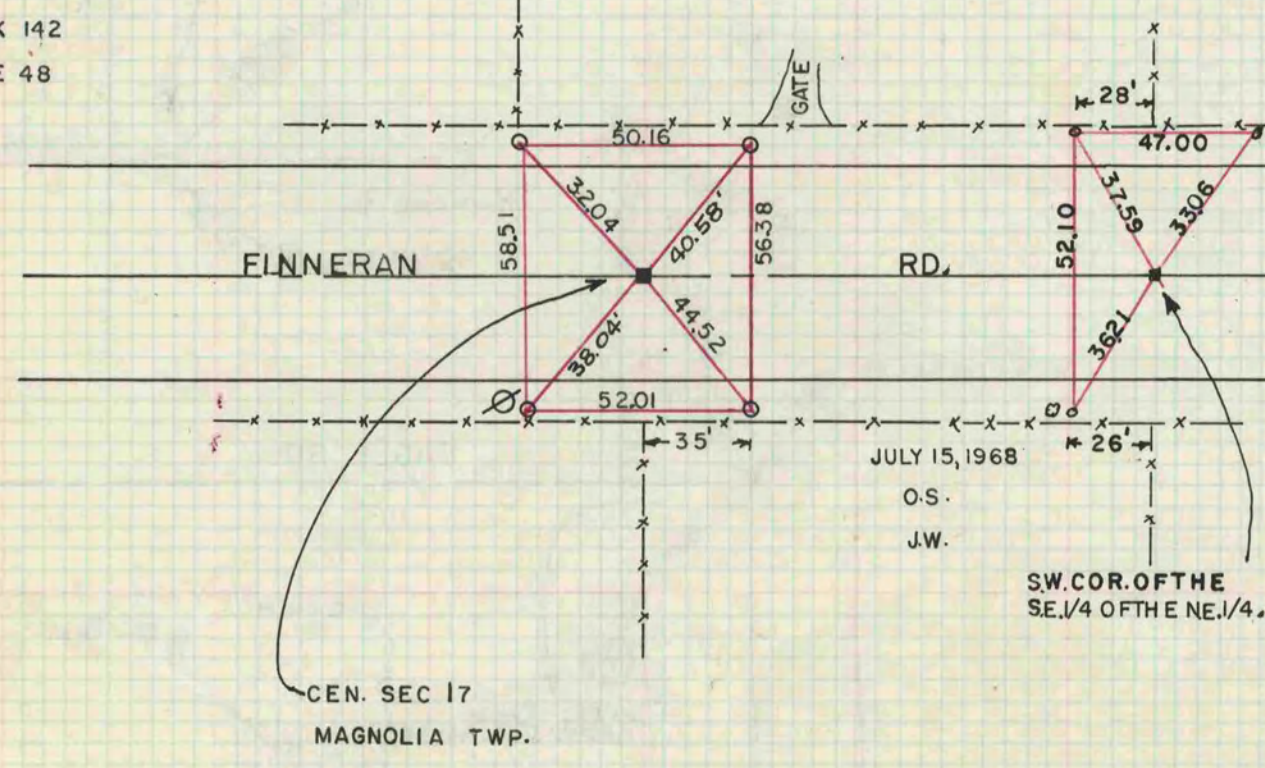 K 142
E 48
GATE
28'
50.16
47.00
32.04
40.58'
37.59
33.06
58.51
56.38
52.10
FINNERAN RD.
38.04'
44.52
36.21
52.01
35'
26'
JULY 15, 1968
O.S.
J.W.
S.W. COR. OF THE
S.E. 1/4 OF THE NE. 1/4.
CEN. SEC 17
MAGNOLIA TWP.